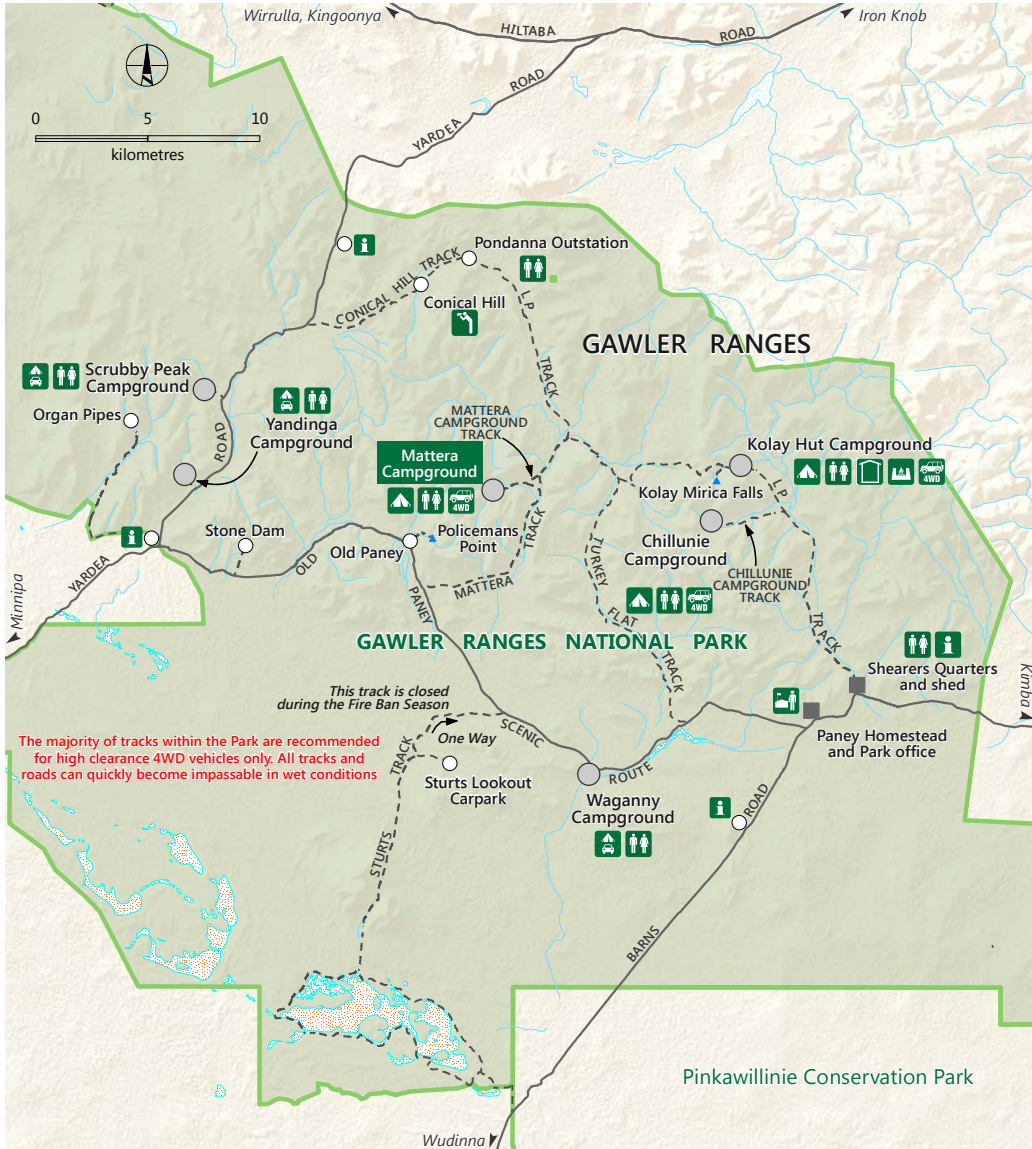 Wirrulla, Kingoonya
Iron Knob
HILTABA
ROAD
ROAD
YARDEA
0
5
10
kilometres
Pondanna Outstation
CONICAL HILL TRACK
Conical Hill
LP
TRACK
GAWLER RANGES
Scrubby Peak
Campground
Organ Pipes
Yandinga
Campground
ROAD
MATTERA
CAMPGROUND
TRACK
Mattera
Campground
4WD
Kolay Hut Campground
4WD
Kolay Mirica Falls
LP
Stone Dam
Old Paney
Policemans
Point
TRACK
MATTERA
Chillunie
Campground
4WD
CHILLUNIE
CAMPGROUND
TRACK
TRACK
YARDEA
Minnipa
OLD
PANEY
TURKEY
FLAT
TRACK
GAWLER RANGES NATIONAL PARK
Shearers Quarters
and shed
Kimba
This track is closed
during the Fire Ban Season
One Way
SCENIC
ROUTE
The majority of tracks within the Park are recommended
for high clearance 4WD vehicles only. All tracks and
roads can quickly become impassable in wet conditions
TRACK
STURTS
Sturts Lookout
Carpark
Paney Homestead
and Park office
Waganny
Campground
ROAD
BARNS
Pinkawillinie Conservation Park
Wudinna